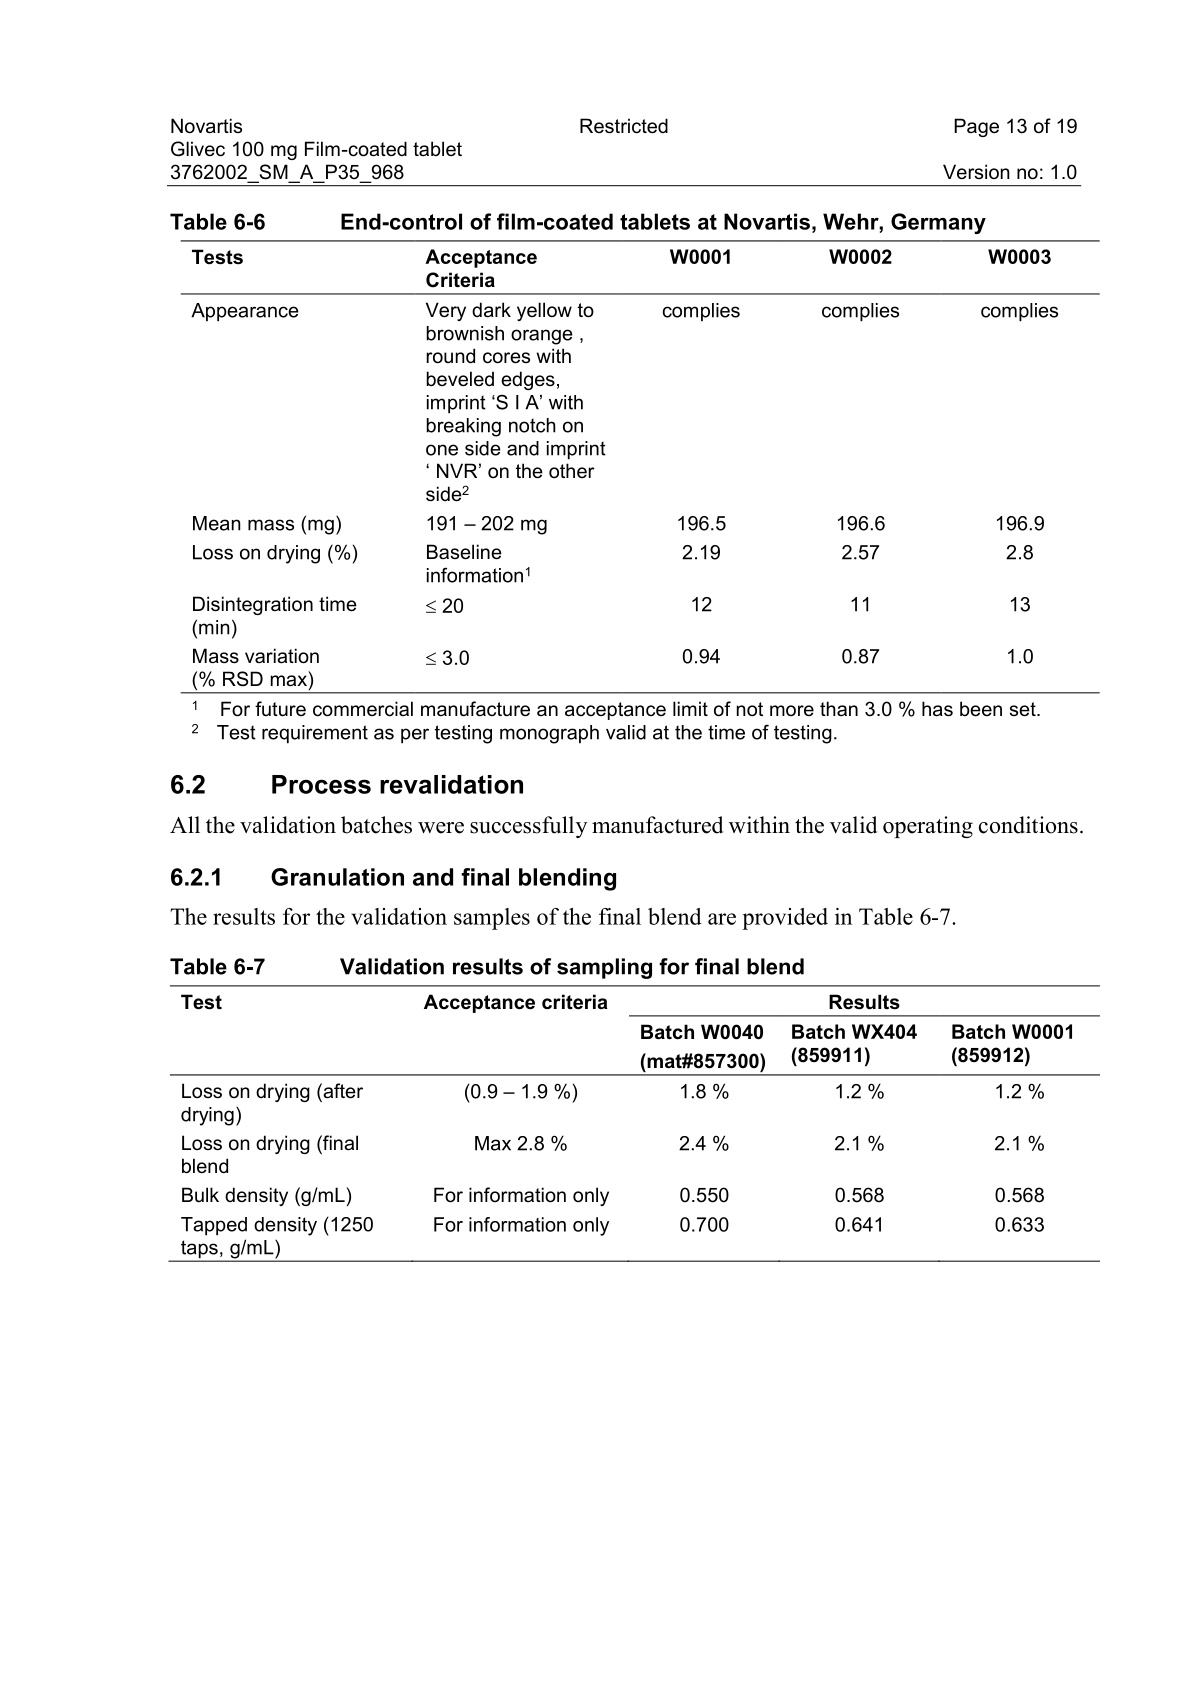 Novartis Restricted Page 13 of 19
Glivec 100 mg Film-coated tablet
3762002_SM_A_P35_968 Version no: 1.0
Table 6-6 End-control of film-coated tablets at Novartis, Wehr, Germany
Tests Acceptance Criteria W0001 W0002 W0003
Appearance Very dark yellow to complies complies complies
brownish orange ,
round cores with
beveled edges,
imprint ‘S I A’ with
breaking notch on
one side and imprint
‘ NVR’ on the other
side2
Mean mass (mg) 191 – 202 mg 196.5 196.6 196.9
Loss on drying (%) Baseline 2.19 2.57 2.8
information1
Disintegration time ≤ 20 12 11 13
(min)
Mass variation ≤ 3.0 0.94 0.87 1.0
(% RSD max)
1 For future commercial manufacture an acceptance limit of not more than 3.0 % has been set.
2 Test requirement as per testing monograph valid at the time of testing.
6.2 Process revalidation
All the validation batches were successfully manufactured within the valid operating conditions.
6.2.1 Granulation and final blending
The results for the validation samples of the final blend are provided in Table 6-7.
Table 6-7 Validation results of sampling for final blend
Test Acceptance criteria Results
Batch W0040 Batch WX404 Batch W0001
(mat#857300) (859911) (859912)
Loss on drying (after (0.9 – 1.9 %) 1.8 % 1.2 % 1.2 %
drying)
Loss on drying (final Max 2.8 % 2.4 % 2.1 % 2.1 %
blend
Bulk density (g/mL) For information only 0.550 0.568 0.568
Tapped density (1250 For information only 0.700 0.641 0.633
taps, g/mL)